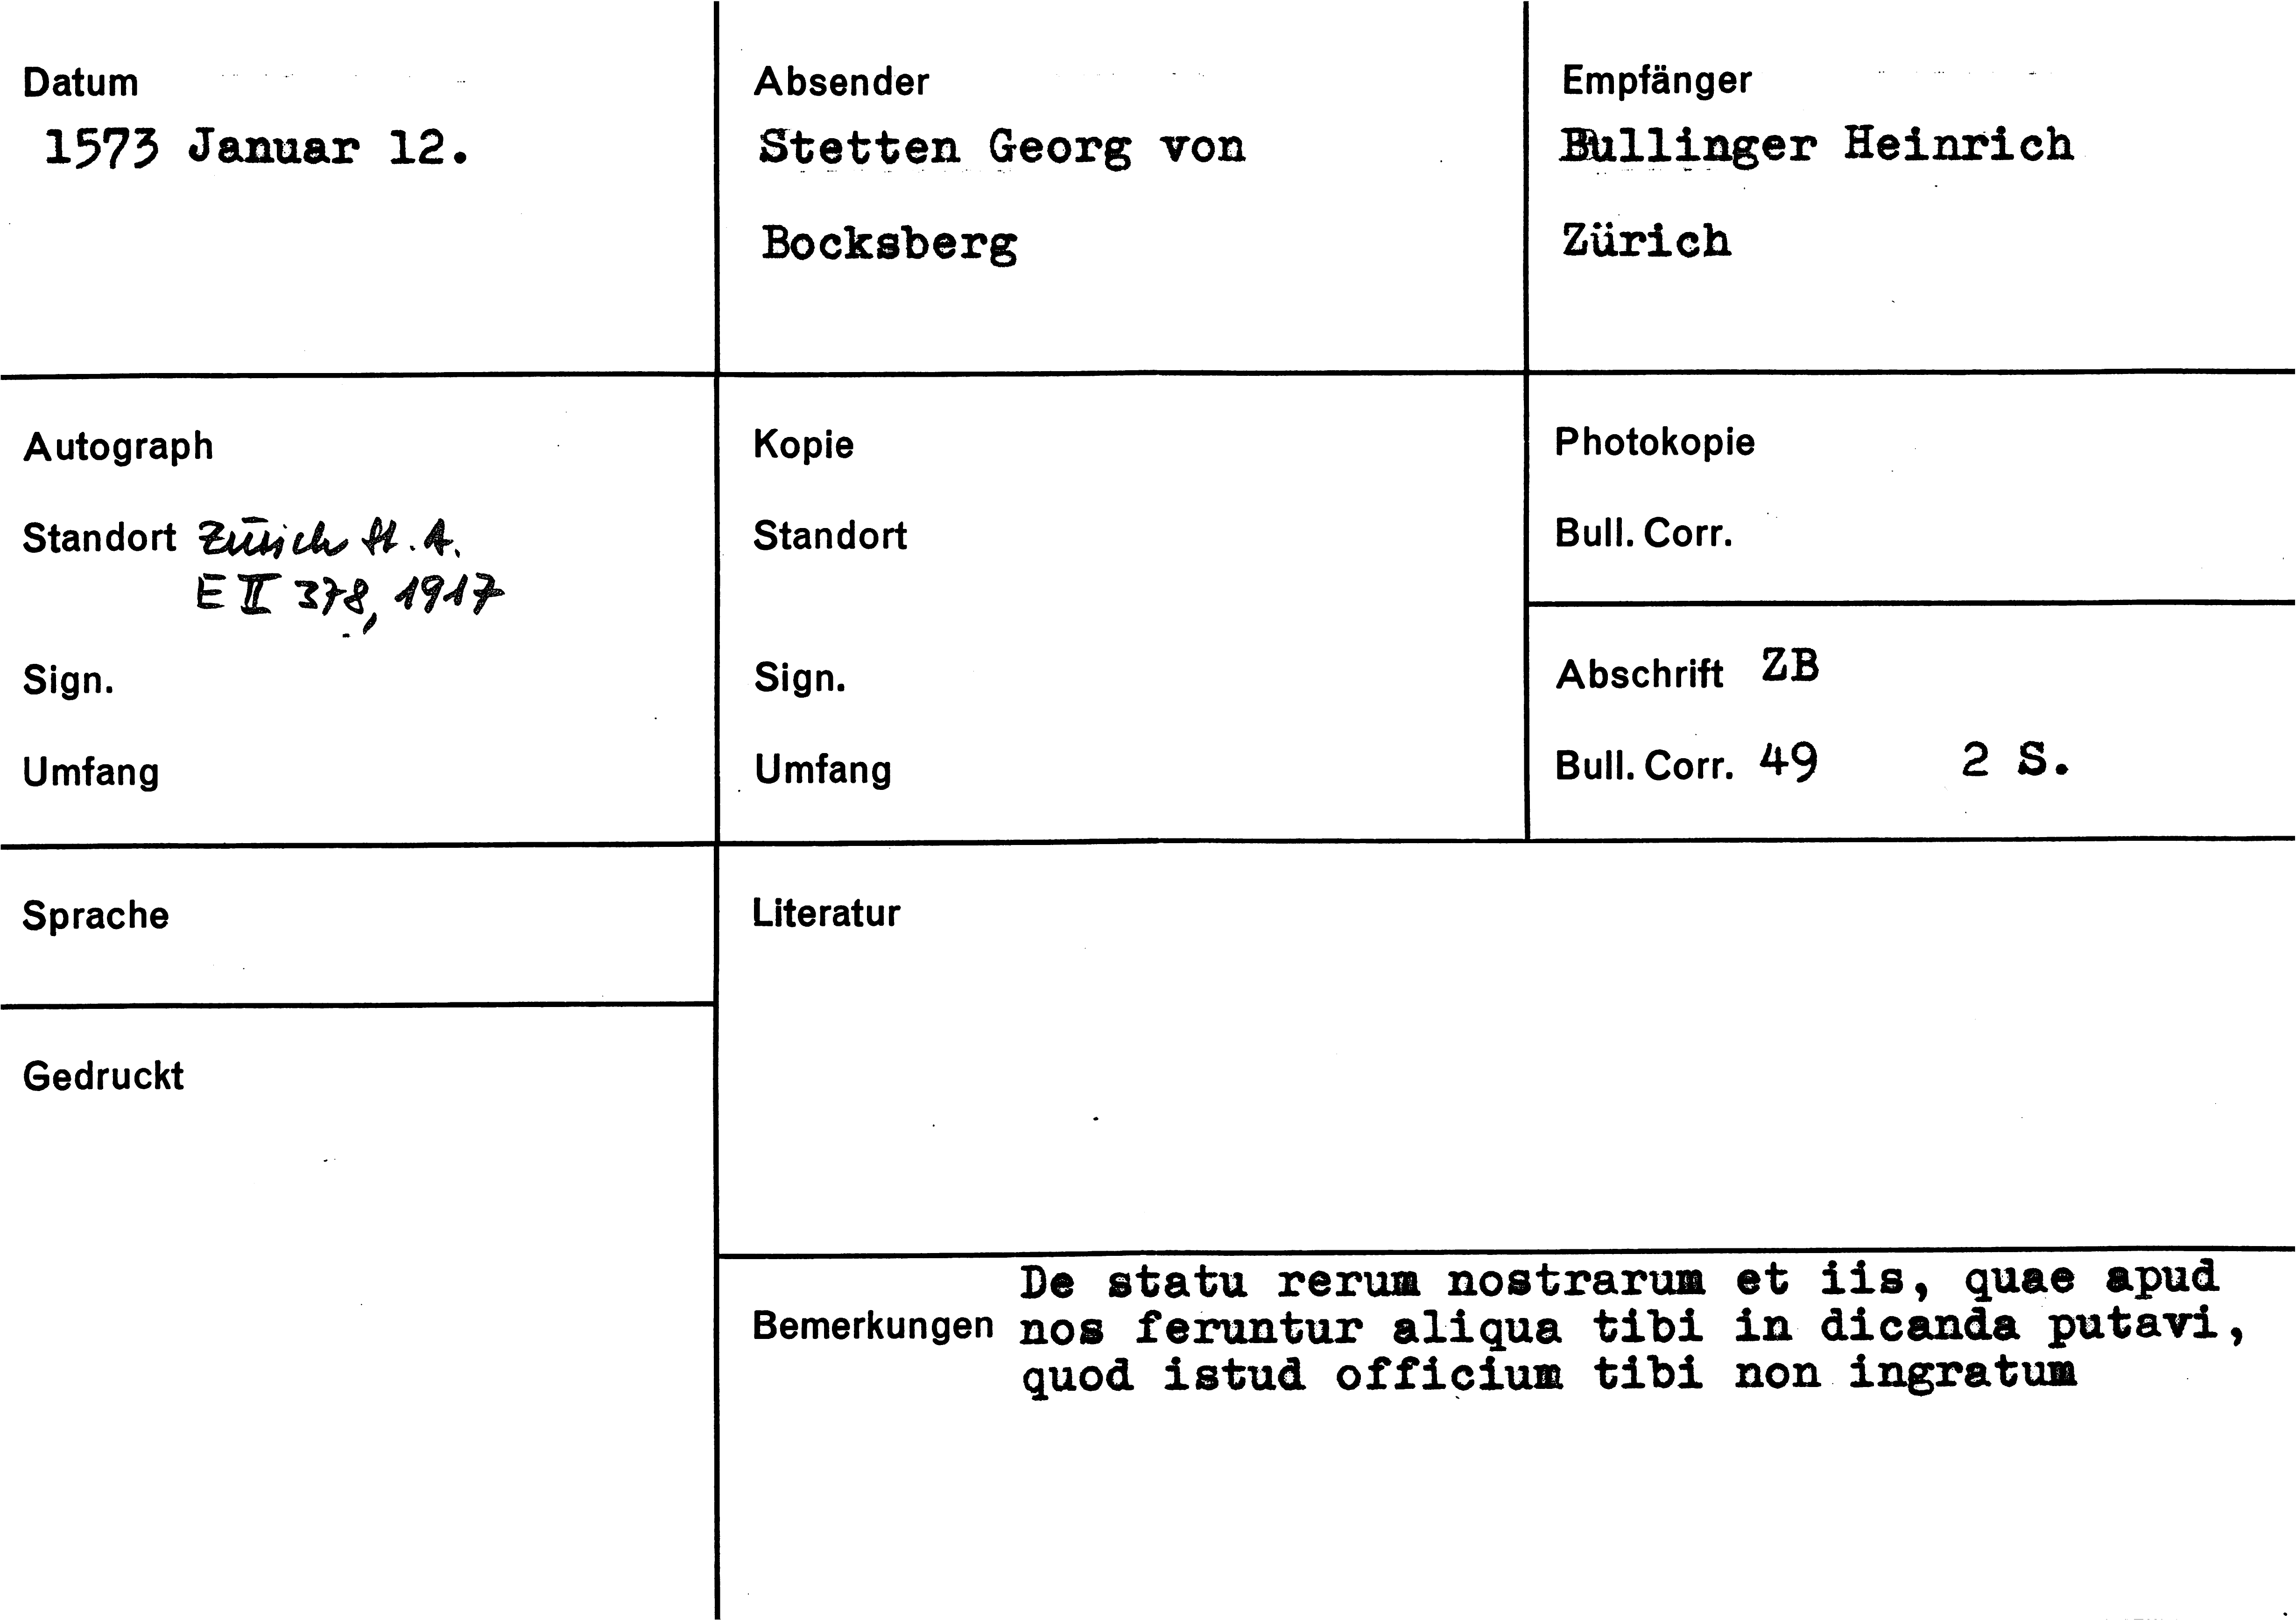 Datum
1573 Januar 12.
Absender
Stetten Georg von
Bocksberg
Empfänger
Bullinger Heinrich
Zürich
Autograph
Standort Zürich St. A.
E II 378, 1917
Sign.
Umfang
Kopie
Standort
Sign.
Umfang
Photokopie
Bull. Corr.
Abschrift ZB
Bull. Corr. 49 2 S.
Sprache
Gedruckt
Literatur
Bemerkungen
De statu rerum nostrarum et iis, quae apud
nos feruntur aliqua tibi in dicanda putavi,
quod istud officium tibi non ingratum